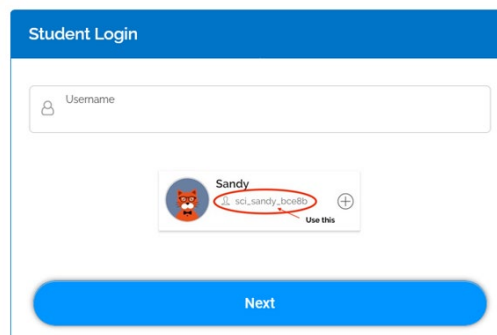 Student Login
Username
Sandy
sci_sandy_bce8b
Use this
Next